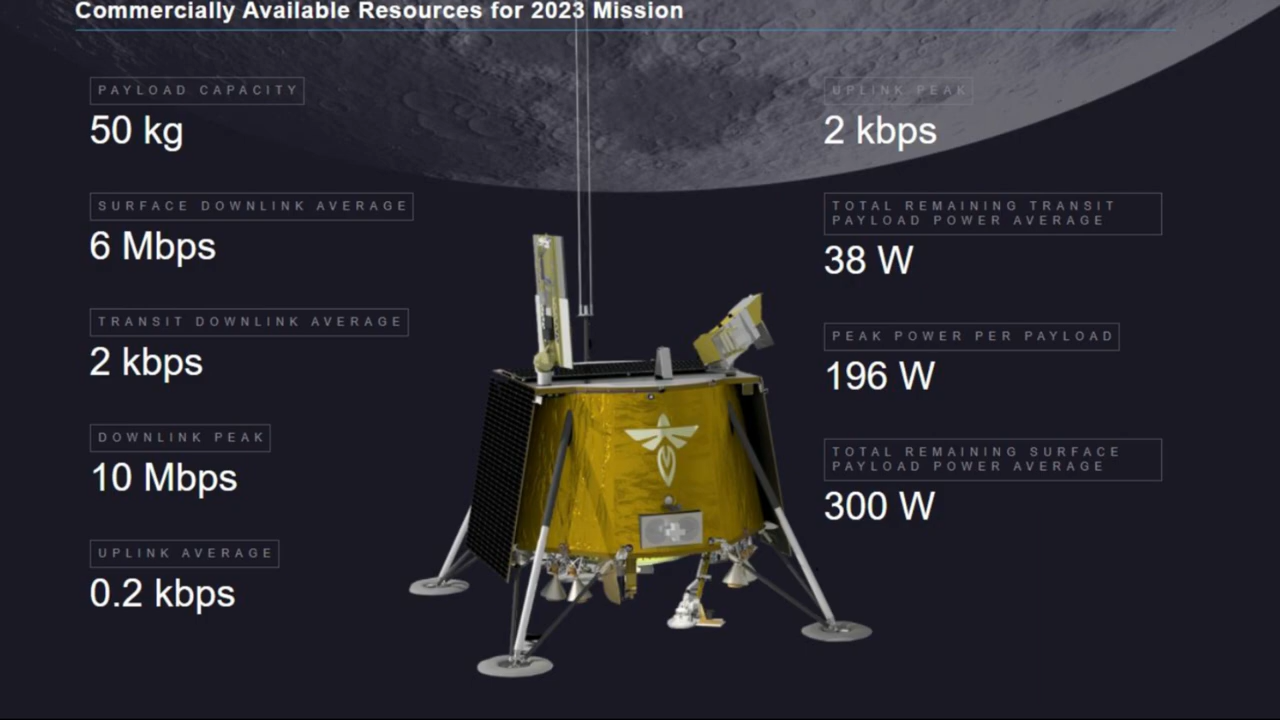 Commercially Available Resources for 2023 Mission
PAYLOAD CAPACITY
50 kg
SURFACE DOWNLINK AVERAGE
6 Mbps
TRANSIT DOWNLINK AVERAGE
2 kbps
DOWNLINK PEAK
10 Mbps
UPLINK AVERAGE
0.2 kbps
UPLINK PEAK
2 kbps
TOTAL REMAINING TRANSIT
PAYLOAD POWER AVERAGE
38 W
PEAK POWER PER PAYLOAD
196 W
TOTAL REMAINING SURFACE
PAYLOAD POWER AVERAGE
300 W